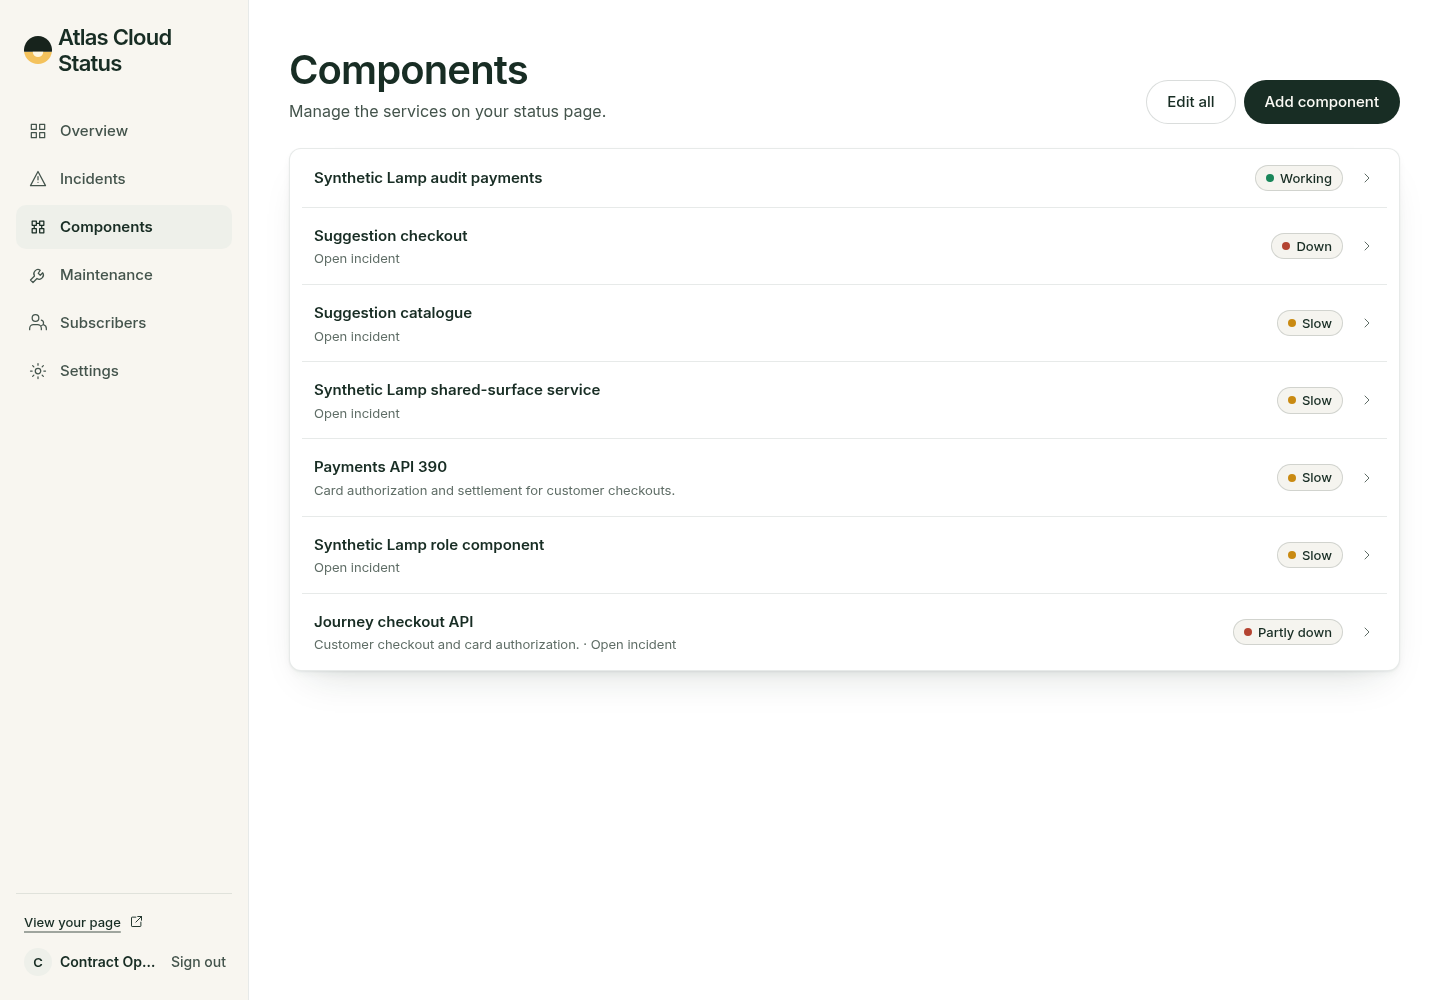 Atlas Cloud
Status
Overview
Incidents
Components
Maintenance
Subscribers
Settings
View your page
C Contract Op... Sign out
Components
Manage the services on your status page.
Edit all
Add component
Synthetic Lamp audit payments
Working
Suggestion checkout
Open incident
Down
Suggestion catalogue
Open incident
Slow
Synthetic Lamp shared-surface service
Open incident
Slow
Payments API 390
Card authorization and settlement for customer checkouts.
Slow
Synthetic Lamp role component
Open incident
Slow
Journey checkout API
Customer checkout and card authorization. · Open incident
Partly down